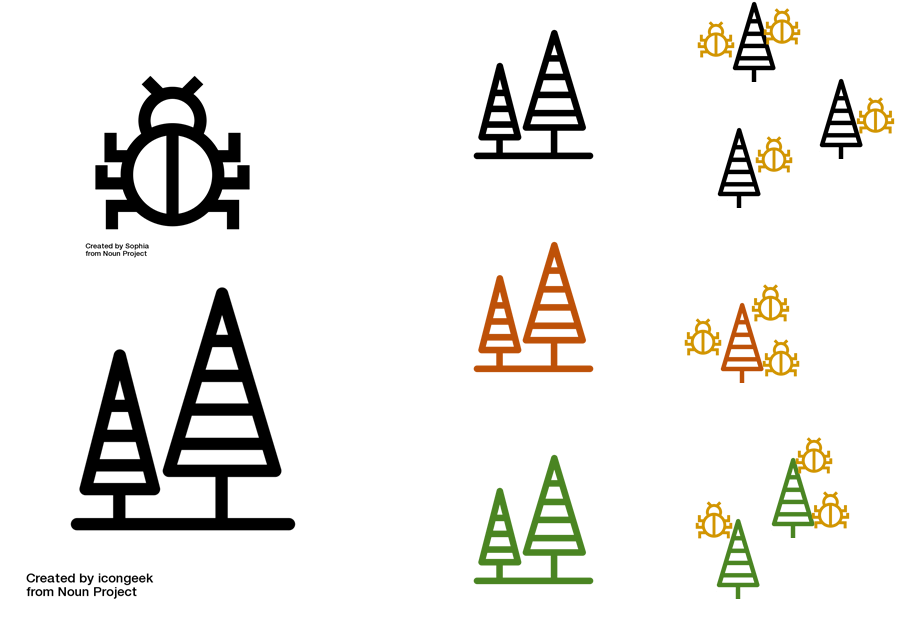 Created by Sophia
from Noun Project
Created by icongeek
from Noun Project